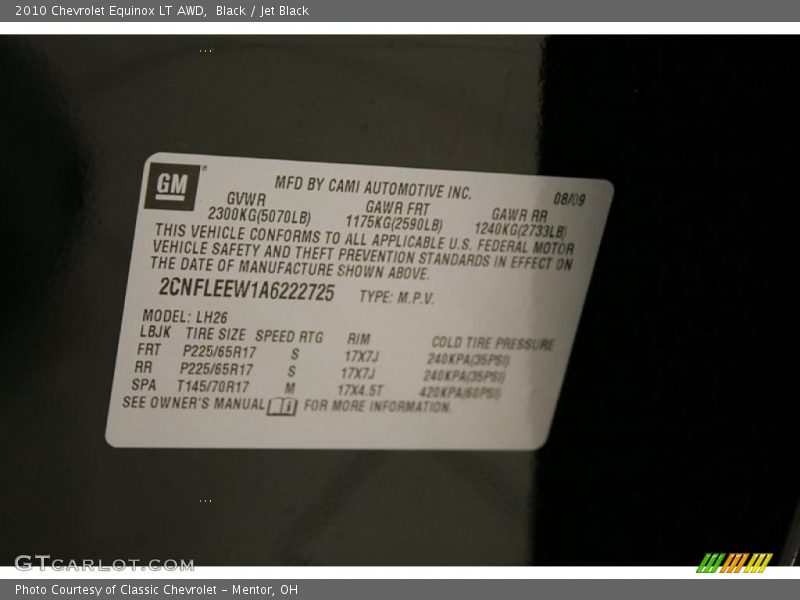 2010 Chevrolet Equinox LT AWD, Black / Jet Black
GM
MFD BY CAMI AUTOMOTIVE INC. 08/09
GVWR GAWR FRT GAWR RR
2300KG(5070LB) 1175KG(2590LB) 1240KG(2733LB)
THIS VEHICLE CONFORMS TO ALL APPLICABLE U.S. FEDERAL MOTOR
VEHICLE SAFETY AND THEFT PREVENTION STANDARDS IN EFFECT ON
THE DATE OF MANUFACTURE SHOWN ABOVE.
2CNFLEEW1A6222725 TYPE: M.P.V.
MODEL: LH26
LBJK TIRE SIZE SPEED RTG RIM COLD TIRE PRESSURE
FRT P225/65R17 S 17X7J 240KPA(35PSI)
RR P225/65R17 S 17X7J 240KPA(35PSI)
SPA T145/70R17 M 17X4.5T 420KPA(60PSI)
SEE OWNER'S MANUAL FOR MORE INFORMATION.
GTCARLOT.COM
Photo Courtesy of Classic Chevrolet - Mentor, OH